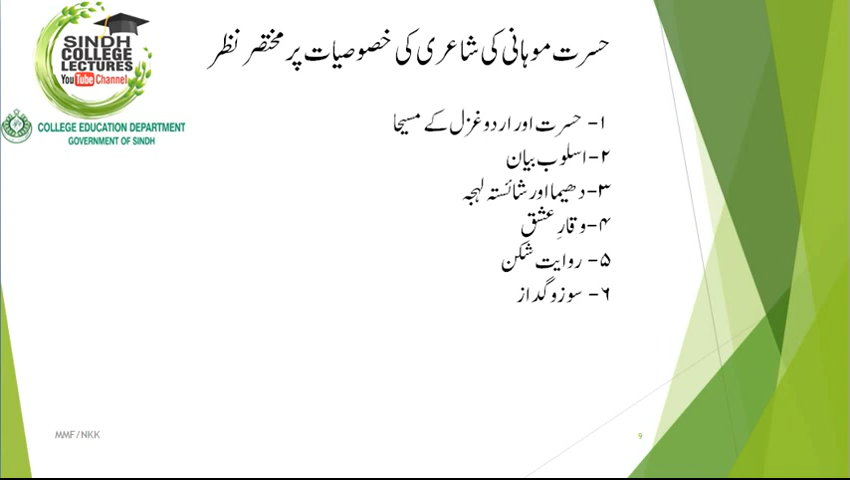 SINDH
COLLEGE
LECTURES
YouTube Channel
COLLEGE EDUCATION DEPARTMENT
GOVERNMENT OF SINDH
حسرت موہانی کی شاعری کی خصوصیات پر مختصر نظر
۱- حسرت اور اردو غزل کے مسیحا
۲-اسلوب بیان
۳-دھیما اور شائستہ لہجہ
۴-وقارِ عشق
۵- روایت شکن
۶- سوز و گداز
MMF/NKK
9